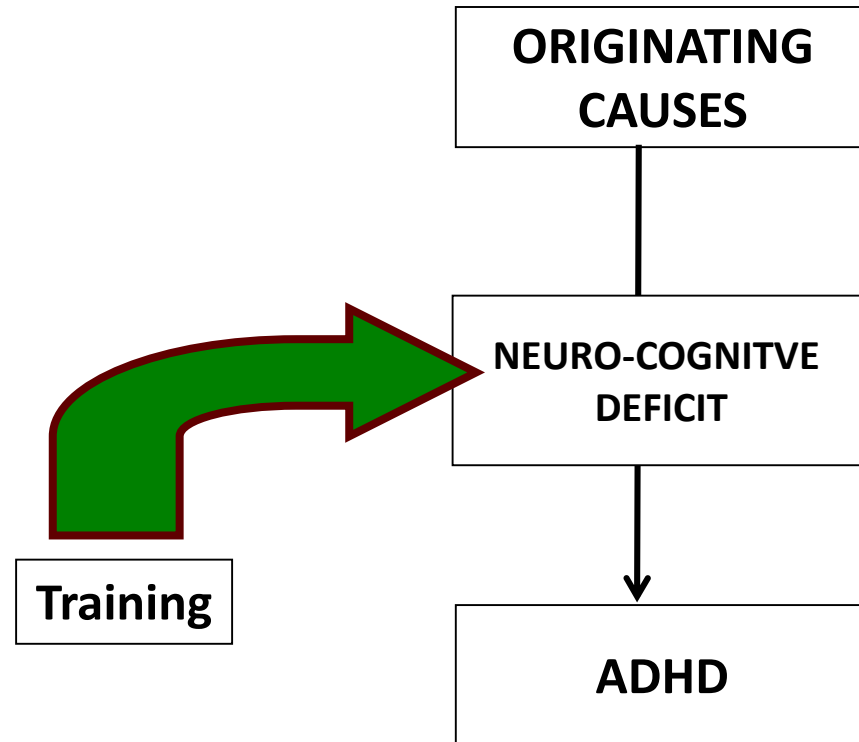 ORIGINATING
CAUSES
NEURO-COGNITVE
DEFICIT
Training
ADHD